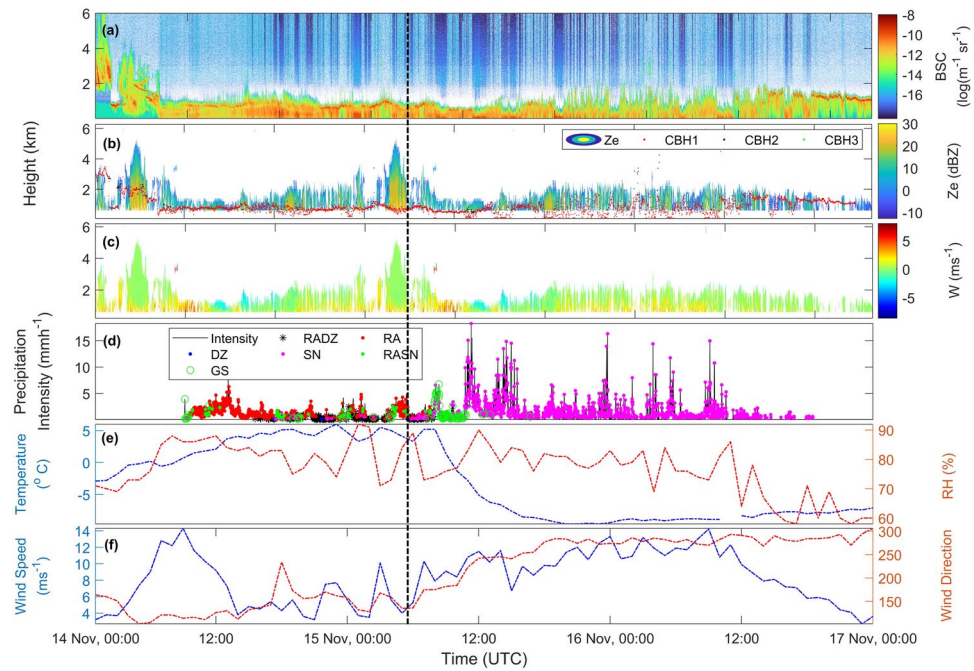 (a)
6
4
2
-8
-10
-12
-14
-16
BSC
(log(m⁻¹ sr⁻¹)
(b)
6
4
2
Ze CBH1 CBH2 CBH3
30
20
10
0
-10
Ze (dBZ)
Height (km)
(c)
6
4
2
5
0
-5
W (ms⁻¹)
(d)
15
10
5
Precipitation
Intensity (mmh⁻¹)
Intensity RADZ RA
DZ SN RASN
GS
(e)
5
0
-5
Temperature
(⁰ C)
90
80
70
60
RH (%)
(f)
14
12
10
8
6
4
Wind Speed
(ms⁻¹)
300
250
200
150
Wind Direction
14 Nov, 00:00 12:00 15 Nov, 00:00 12:00 16 Nov, 00:00 12:00 17 Nov, 00:00
Time (UTC)